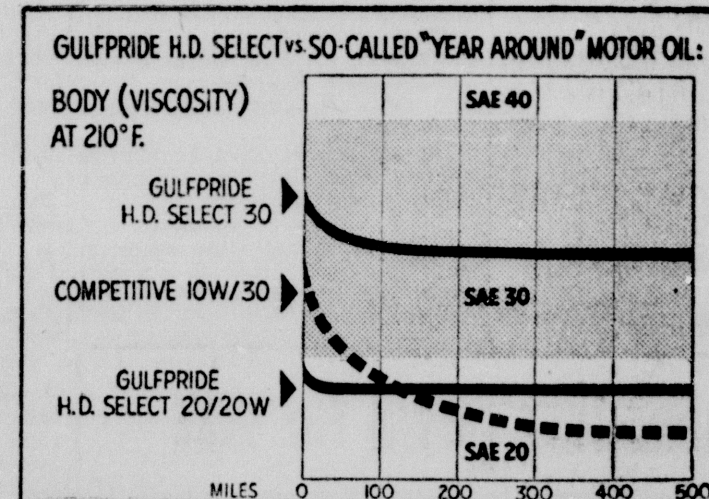 GULFPRIDE H.D. SELECT vs. SO-CALLED "YEAR AROUND" MOTOR OIL:
BODY (VISCOSITY)
AT 210°F.
SAE 40
GULFPRIDE
H.D. SELECT 30
COMPETITIVE 10W/30
SAE 30
GULFPRIDE
H.D. SELECT 20/20W
SAE 20
MILES 0 100 200 300 400 500